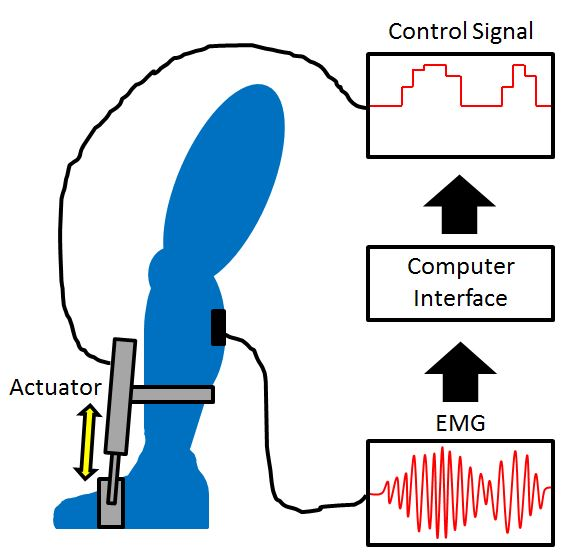 Control Signal
Computer
Interface
Actuator
EMG